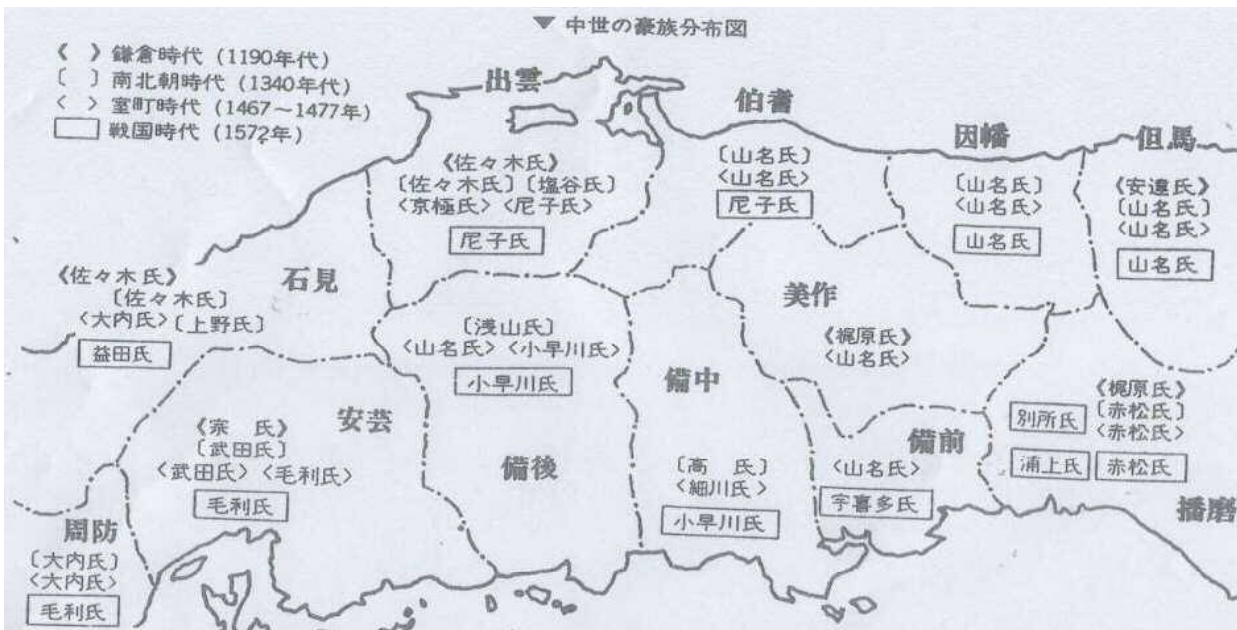 ▼ 中世の豪族分布図
《 》鎌倉時代 (1190年代)
〔 〕南北朝時代 (1340年代)
〈 〉室町時代 (1467〜1477年)
戦国時代 (1572年)
出雲
《佐々木氏》
〔佐々木氏〕〔塩谷氏〕
〈京極氏〉〈尼子氏〉
尼子氏
伯耆
〔山名氏〕
〈山名氏〉
尼子氏
因幡
〔山名氏〕
〈山名氏〉
山名氏
但馬
《安達氏》
〔山名氏〕
〈山名氏〉
山名氏
石見
《佐々木氏》
〔佐々木氏〕
〈大内氏〉〔上野氏〕
益田氏
安芸
《宗 氏》
〔武田氏〕
〈武田氏〉〈毛利氏〉
毛利氏
備後
〔浅山氏〕
〈山名氏〉〈小早川氏〉
小早川氏
備中
〔高 氏〕
〈細川氏〉
小早川氏
美作
《梶原氏》
〈山名氏〉
備前
〈山名氏〉
宇喜多氏
播磨
《梶原氏》
〔赤松氏〕
〈赤松氏〉
別所氏
浦上氏
赤松氏
周防
〔大内氏〕
〈大内氏〉
毛利氏